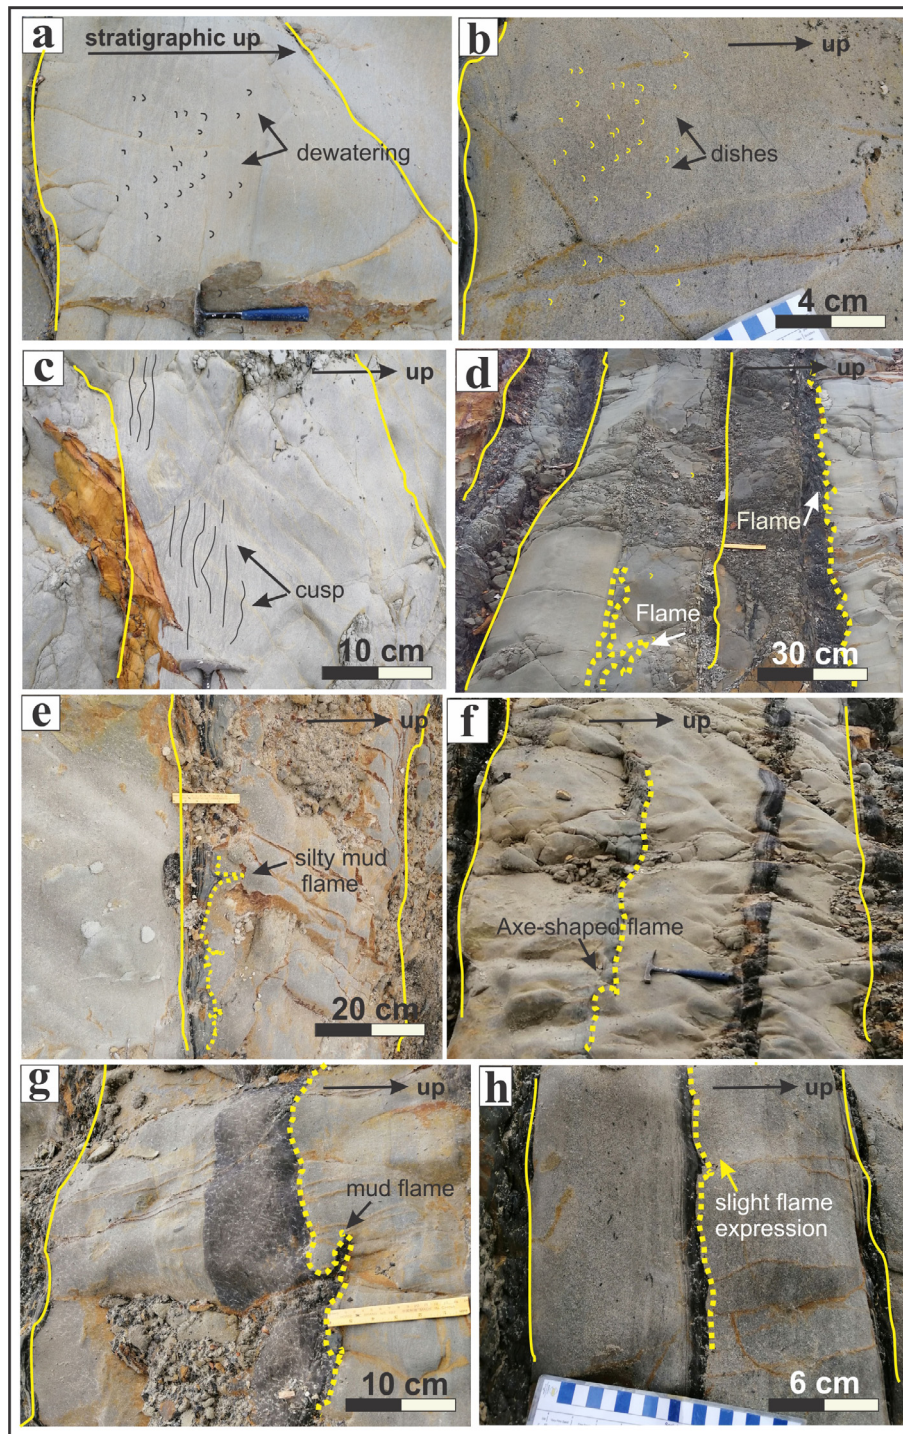 a
stratigraphic up
dewatering
b
up
dishes
4 cm
c
up
cusp
10 cm
d
up
Flame
Flame
30 cm
e
up
silty mud
flame
20 cm
f
up
Axe-shaped flame
g
up
mud flame
10 cm
h
up
slight flame
expression
6 cm